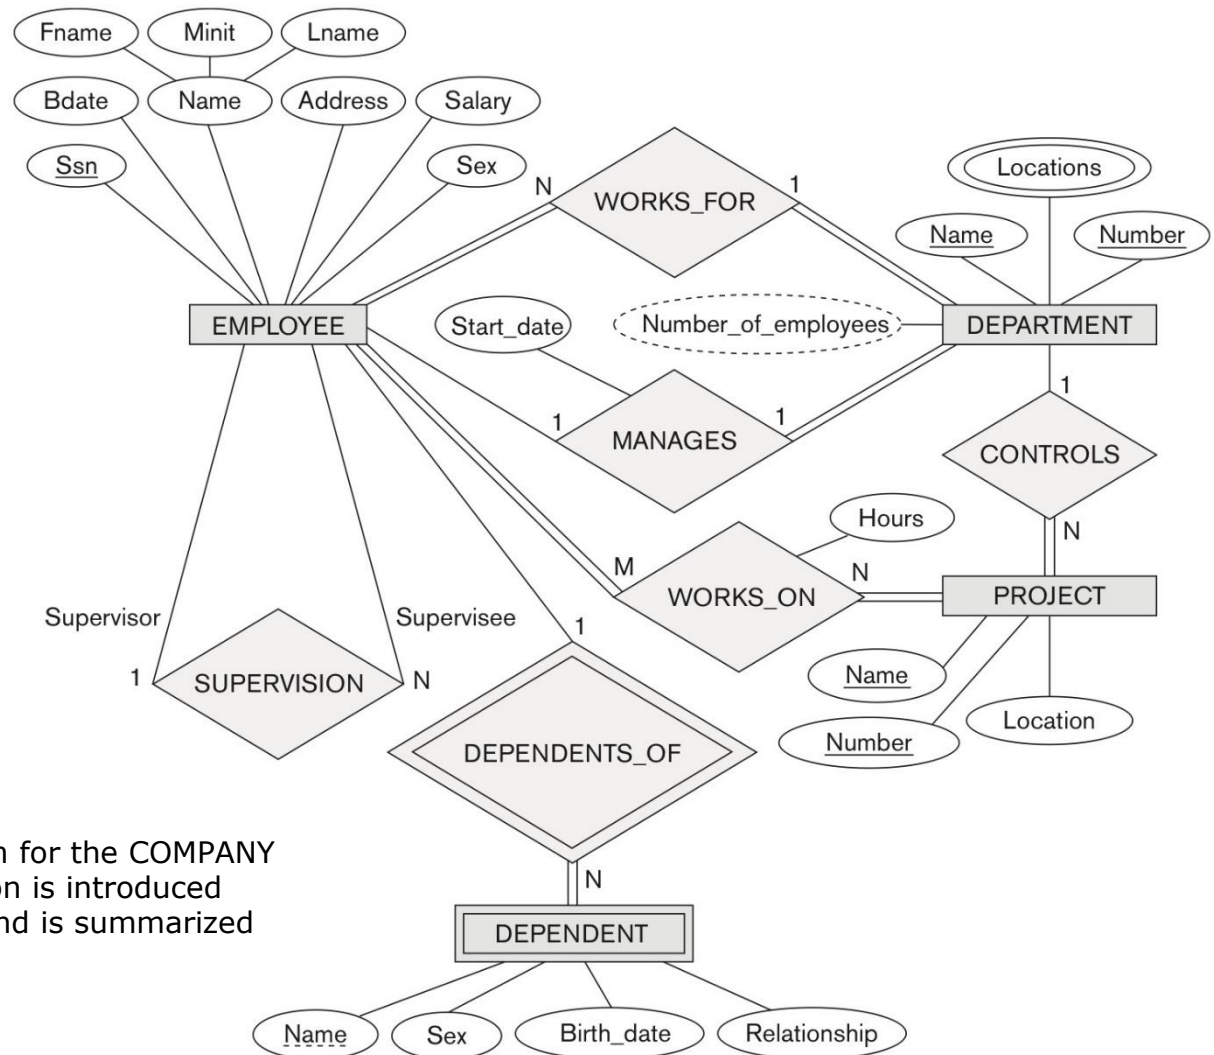 Fname Minit Lname
Bdate Name Address Salary
Ssn Sex
N WORKS_FOR 1
Locations
Name Number
EMPLOYEE Start_date Number_of_employees DEPARTMENT
1 MANAGES 1
1
CONTROLS
N
Hours
M WORKS_ON N PROJECT
Supervisor Supervisee
1 SUPERVISION N
1
Name
Number
Location
DEPENDENTS_OF
N
n for the COMPANY
on is introduced
nd is summarized
DEPENDENT
Name Sex Birth_date Relationship